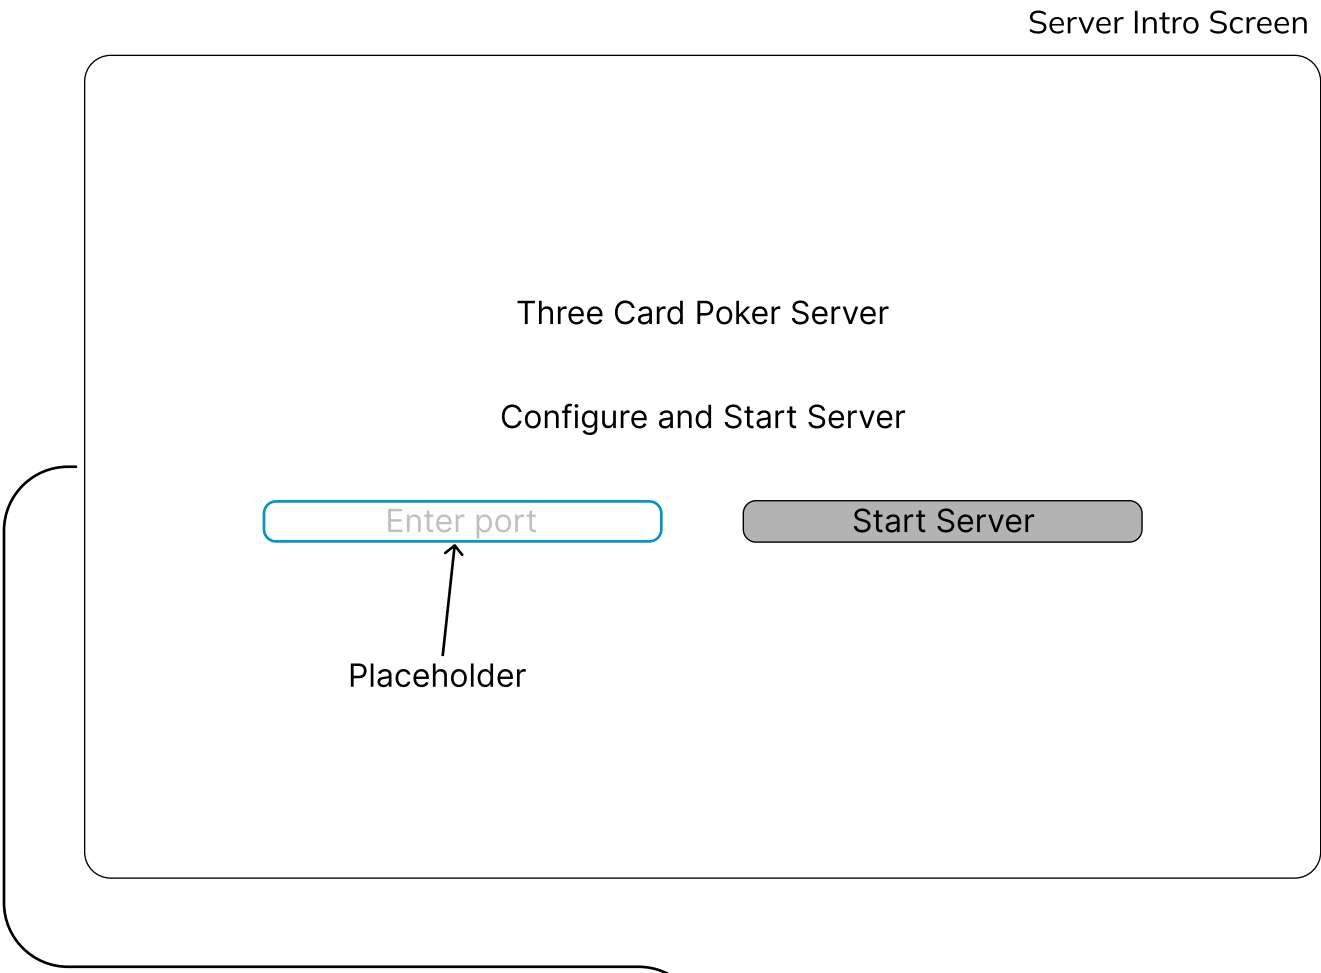 Server Intro Screen
Three Card Poker Server
Configure and Start Server
Enter port
Start Server
Placeholder